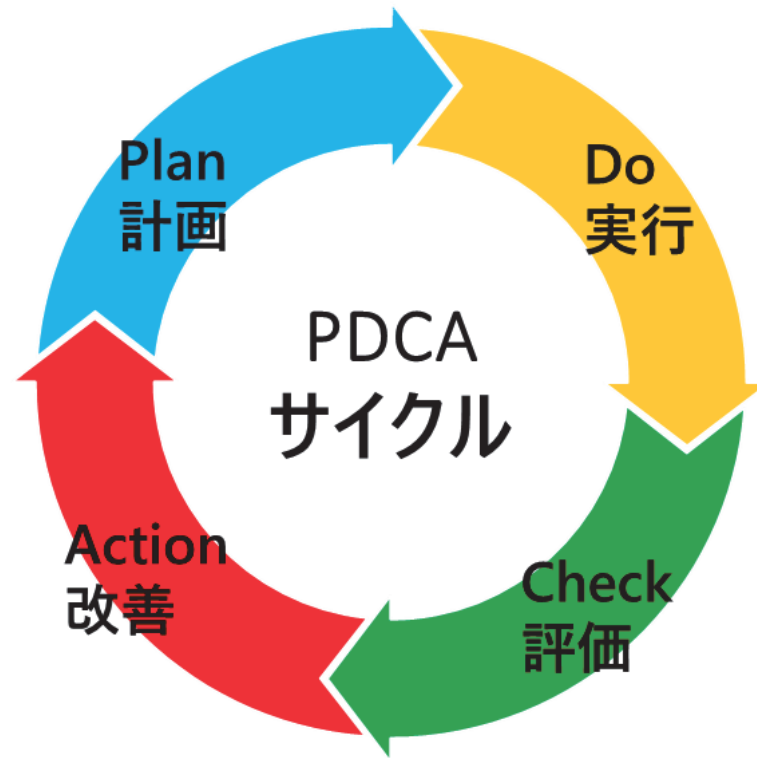 Plan
計画
Do
実行
PDCA
サイクル
Check
評価
Action
改善